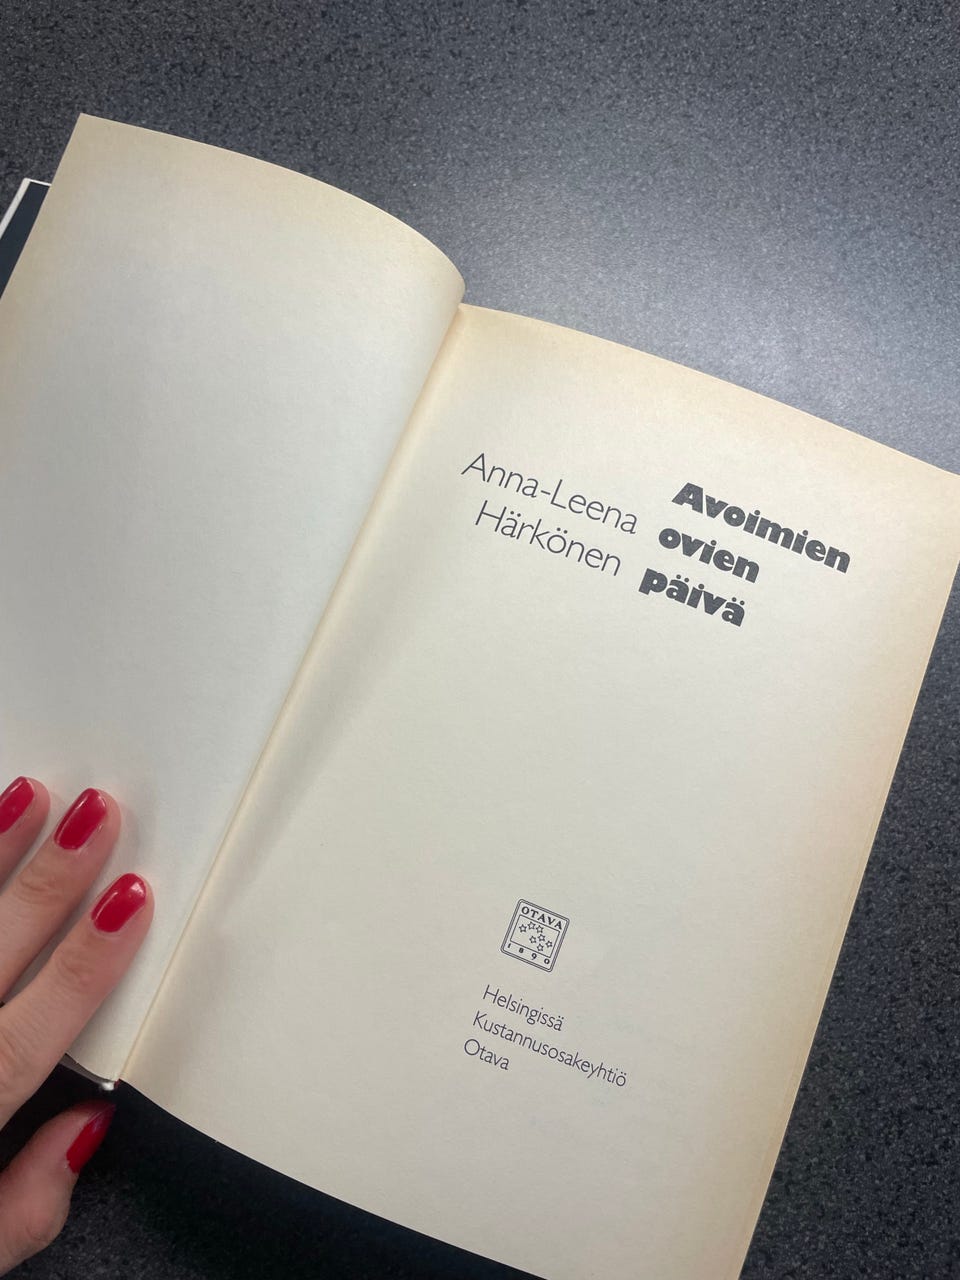 Anna-Leena
Härkönen
Avoimien
ovien
päivä
OTAVA
1890
Helsingissä
Kustannusosakeyhtiö
Otava